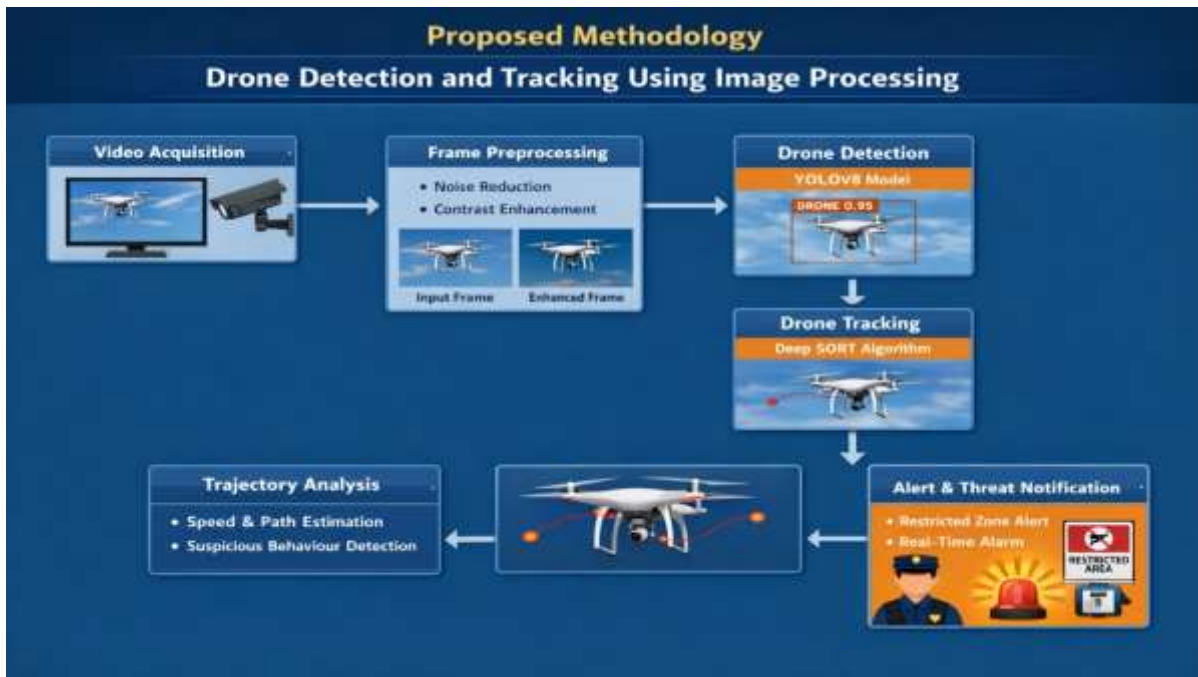 Proposed Methodology
Drone Detection and Tracking Using Image Processing
Video Acquisition
Frame Preprocessing
• Noise Reduction
• Contrast Enhancement
Input Frame
Enhanced Frame
Drone Detection
YOLOV8 Model
DRONE 0.95
Drone Tracking
Deep SORT Algorithm
Alert & Threat Notification
• Restricted Zone Alert
• Real-Time Alarm
RESTRICTED
AREA
Trajectory Analysis
• Speed & Path Estimation
• Suspicious Behaviour Detection